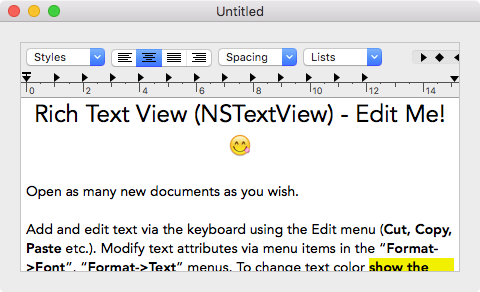 Untitled
Styles Spacing Lists
0 2 4 6 8 10 12 14
Rich Text View (NSTextView) - Edit Me!
😋
Open as many new documents as you wish.
Add and edit text via the keyboard using the Edit menu (Cut, Copy,
Paste etc.). Modify text attributes via menu items in the “Format-
>Font”, “Format->Text” menus. To change text color show the